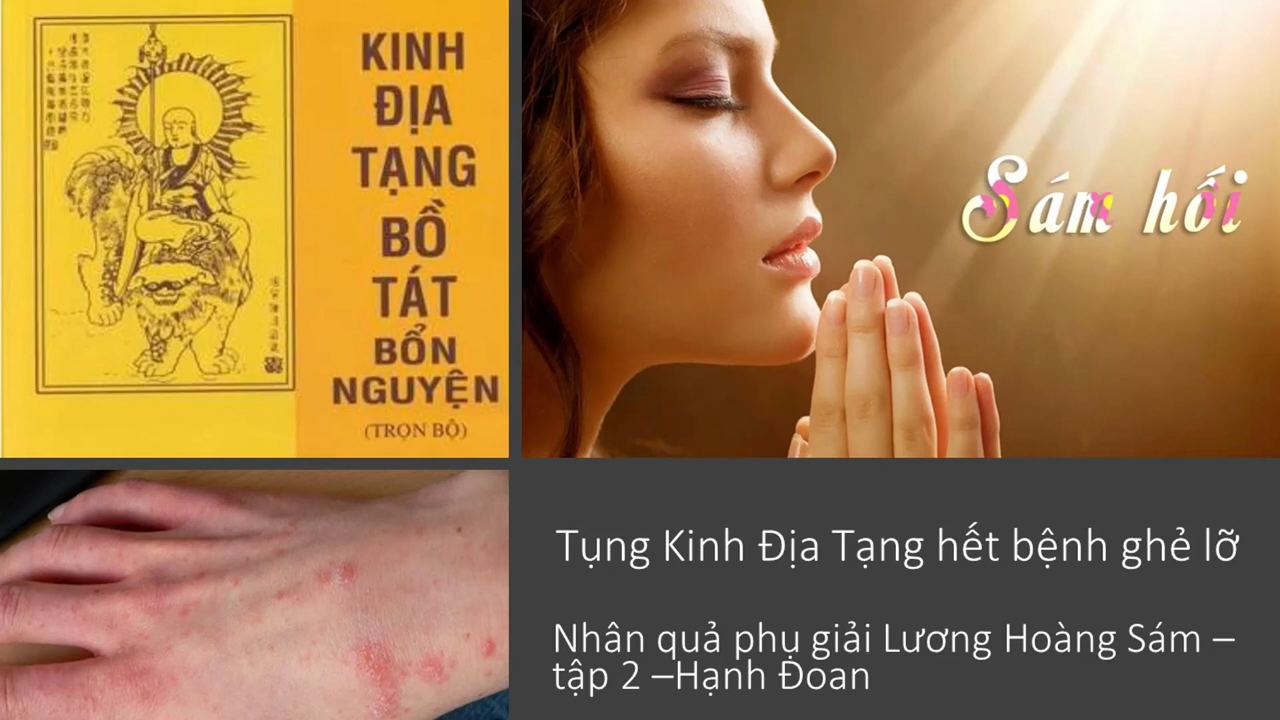 KINH
ĐỊA
TẠNG
BỒ
TÁT
BỔN
NGUYỆN
(TRỌN BỘ)
Sám hối
Tụng Kinh Địa Tạng hết bệnh ghẻ lỡ
Nhân quả phụ giải Lương Hoàng Sám –
tập 2 –Hạnh Đoan